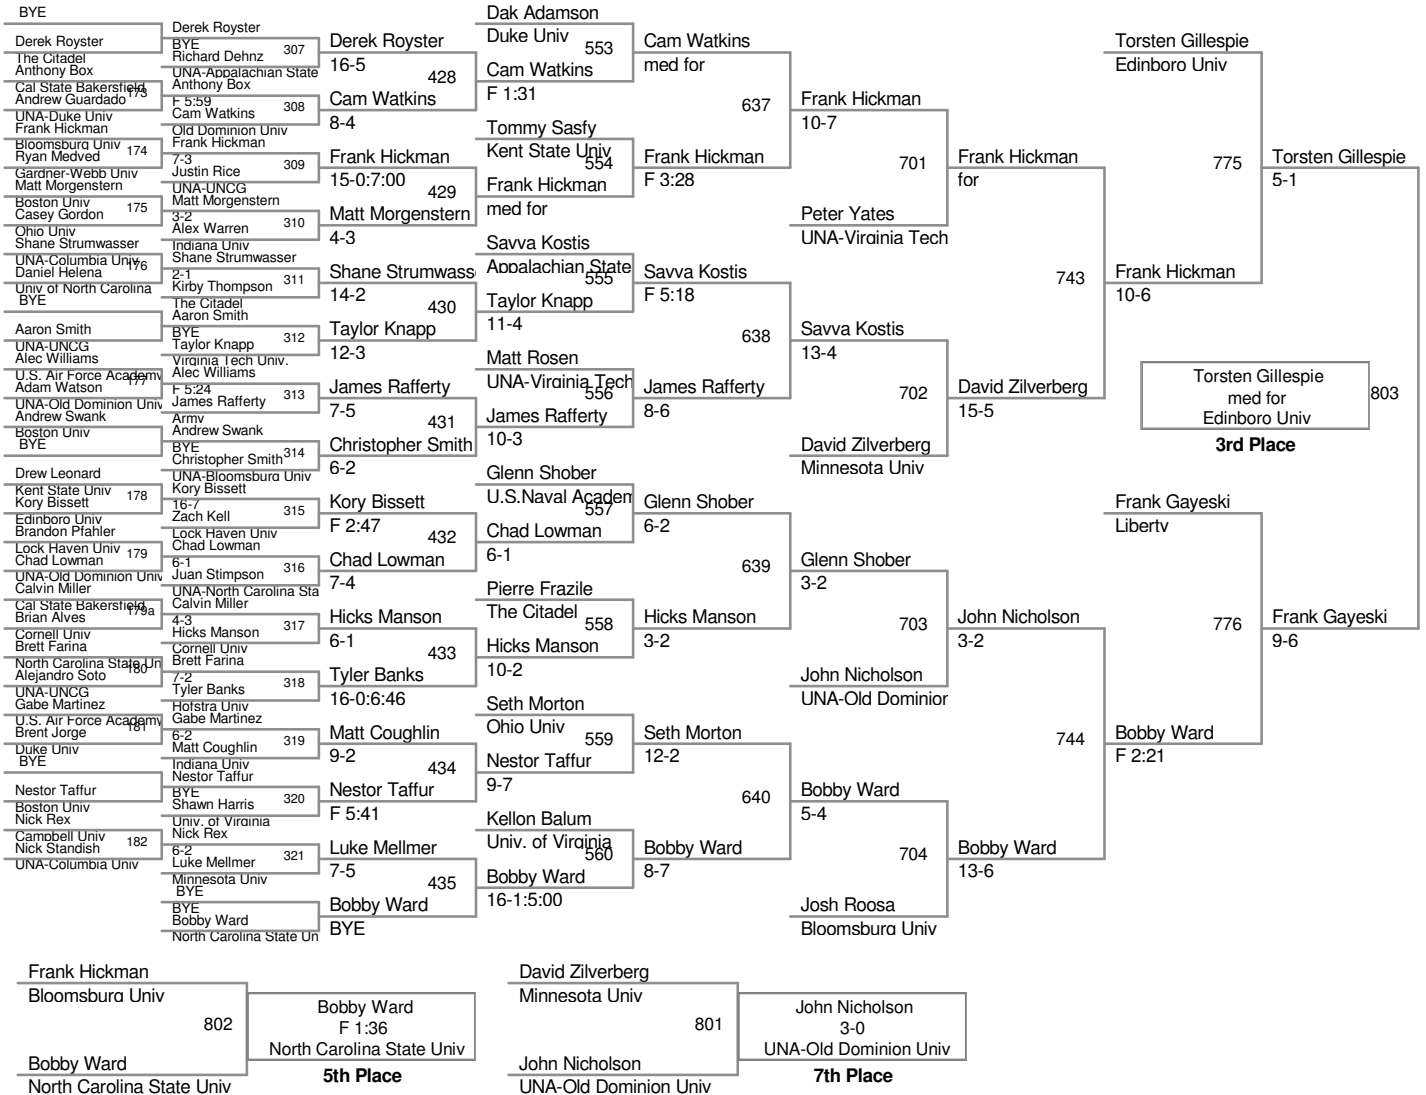 BYE
Derek Royster
The Citadel
Anthony Box
Cal State Bakersfield
173
Andrew Guardado
UNA-Duke Univ
Frank Hickman
Bloomsburg Univ
174
Ryan Medved
Gardner-Webb Univ
Matt Morgenstern
Boston Univ
175
Casey Gordon
Ohio Univ
Shane Strumwasser
UNA-Columbia Univ
176
Daniel Helena
Univ of North Carolina
BYE
Aaron Smith
UNA-UNCG
Alec Williams
U.S. Air Force Academy
177
Adam Watson
UNA-Old Dominion Univ
Andrew Swank
Boston Univ
BYE
Drew Leonard
Kent State Univ
178
Kory Bissett
Edinboro Univ
Brandon Pfahler
Lock Haven Univ
179
Chad Lowman
UNA-Old Dominion Univ
Calvin Miller
Cal State Bakersfield
179a
Brian Alves
Cornell Univ
Brett Farina
North Carolina State Un
180
Alejandro Soto
UNA-UNCG
Gabe Martinez
U.S. Air Force Academy
181
Brent Jorge
Duke Univ
BYE
Nestor Taffur
Boston Univ
Nick Rex
Campbell Univ
182
Nick Standish
UNA-Columbia Univ
Derek Royster
BYE
307
Richard Dehnz
UNA-Appalachian State
Anthony Box
F 5:59
308
Cam Watkins
Old Dominion Univ
Frank Hickman
7-3
309
Justin Rice
UNA-UNCG
Matt Morgenstern
3-2
310
Alex Warren
Indiana Univ
Shane Strumwasser
2-1
311
Kirby Thompson
The Citadel
Aaron Smith
BYE
312
Taylor Knapp
Virginia Tech Univ.
Alec Williams
F 5:24
313
James Rafferty
Army
Andrew Swank
BYE
314
Christopher Smith
UNA-Bloomsburg Univ
Kory Bissett
16-7
315
Zach Kell
Lock Haven Univ
Chad Lowman
6-1
316
Juan Stimpson
UNA-North Carolina Sta
Calvin Miller
4-3
317
Hicks Manson
Cornell Univ
Brett Farina
7-2
318
Tyler Banks
Hofstra Univ
Gabe Martinez
6-2
319
Matt Coughlin
Indiana Univ
Nestor Taffur
BYE
320
Shawn Harris
Univ. of Virginia
Nick Rex
6-2
321
Luke Mellmer
Minnesota Univ
BYE
BYE
Bobby Ward
North Carolina State Un
Derek Royster
16-5
428
Cam Watkins
8-4
Frank Hickman
15-0:7:00
429
Matt Morgenstern
4-3
Shane Strumwass
14-2
430
Taylor Knapp
12-3
James Rafferty
7-5
431
Christopher Smith
6-2
Kory Bissett
F 2:47
432
Chad Lowman
7-4
Hicks Manson
6-1
433
Tyler Banks
16-0:6:46
Matt Coughlin
9-2
434
Nestor Taffur
F 5:41
Luke Mellmer
7-5
435
Bobby Ward
BYE
Dak Adamson
Duke Univ
553
Cam Watkins
F 1:31
Tommy Sasfy
Kent State Univ
554
Frank Hickman
med for
Savva Kostis
Appalachian State
555
Taylor Knapp
11-4
Matt Rosen
UNA-Virginia Tech
556
James Rafferty
10-3
Glenn Shober
U.S.Naval Academ
557
Chad Lowman
6-1
Pierre Frazile
The Citadel
558
Hicks Manson
10-2
Seth Morton
Ohio Univ
559
Nestor Taffur
9-7
Kellon Balum
Univ. of Virginia
560
Bobby Ward
16-1:5:00
Cam Watkins
med for
637
Frank Hickman
F 3:28
Savva Kostis
F 5:18
638
James Rafferty
8-6
Glenn Shober
6-2
639
Hicks Manson
3-2
Seth Morton
12-2
640
Bobby Ward
8-7
Frank Hickman
10-7
701
Peter Yates
UNA-Virginia Tech
Savva Kostis
13-4
702
David Zilverberg
Minnesota Univ
Glenn Shober
3-2
703
John Nicholson
UNA-Old Dominior
Bobby Ward
5-4
704
Josh Roosa
Bloomsburg Univ
Frank Hickman
for
743
David Zilverberg
15-5
John Nicholson
3-2
744
Bobby Ward
13-6
Torsten Gillespie
Edinboro Univ
775
Frank Hickman
10-6
Frank Gayeski
Liberty
776
Bobby Ward
F 2:21
Torsten Gillespie
5-1
Frank Gayeski
9-6
Torsten Gillespie
med for
Edinboro Univ
803
3rd Place
Frank Hickman
Bloomsburg Univ
802
Bobby Ward
North Carolina State Univ
Bobby Ward
F 1:36
North Carolina State Univ
5th Place
David Zilverberg
Minnesota Univ
801
John Nicholson
UNA-Old Dominion Univ
John Nicholson
3-0
UNA-Old Dominion Univ
7th Place